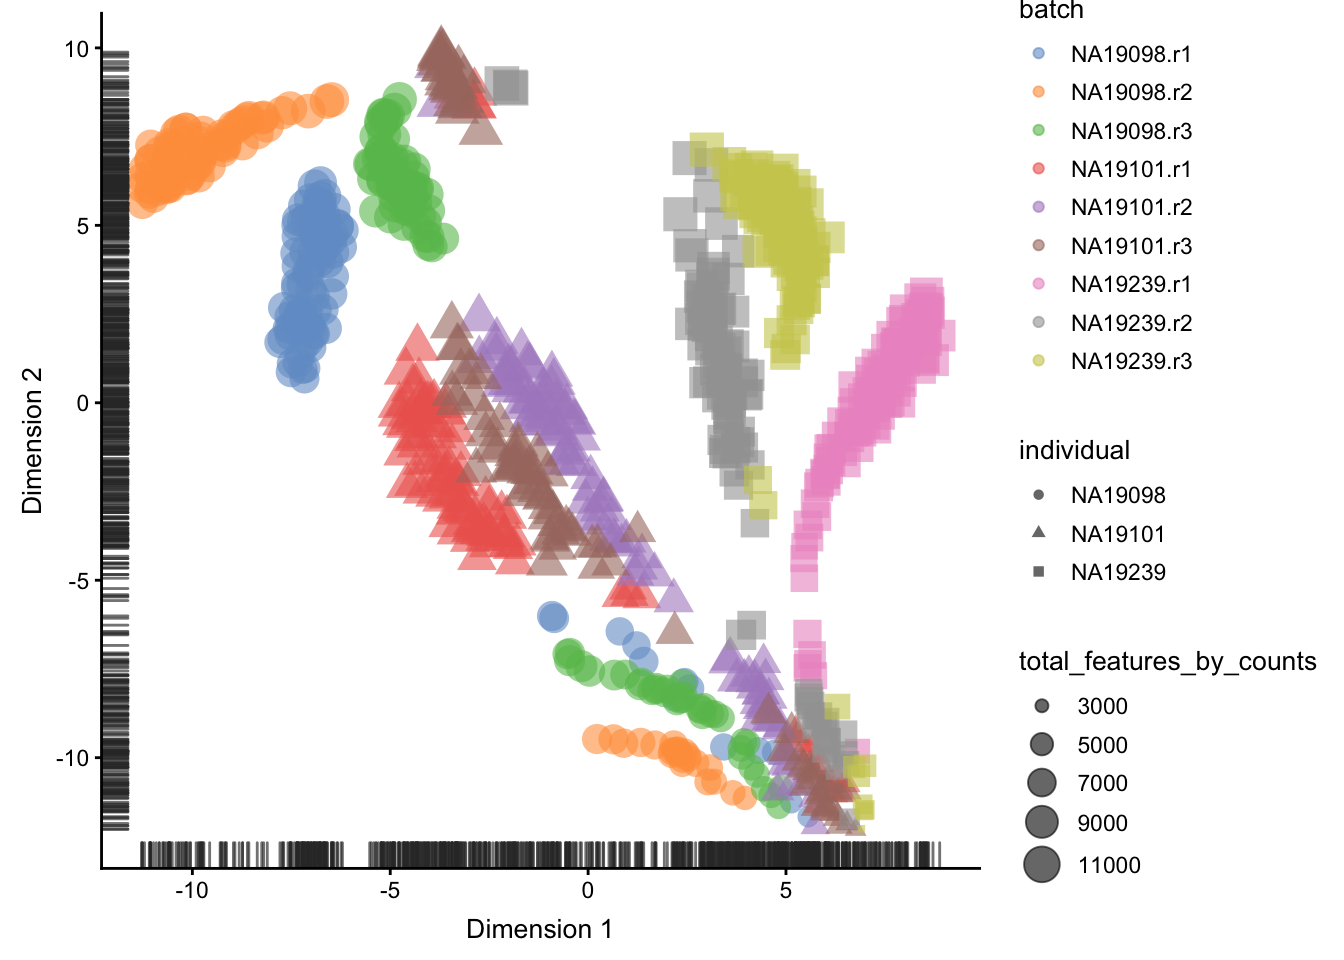 10
5
0
-5
-10
Dimension 2
-10
-5
0
5
Dimension 1
batch
NA19098.r1
NA19098.r2
NA19098.r3
NA19101.r1
NA19101.r2
NA19101.r3
NA19239.r1
NA19239.r2
NA19239.r3
individual
NA19098
NA19101
NA19239
total_features_by_counts
3000
5000
7000
9000
11000